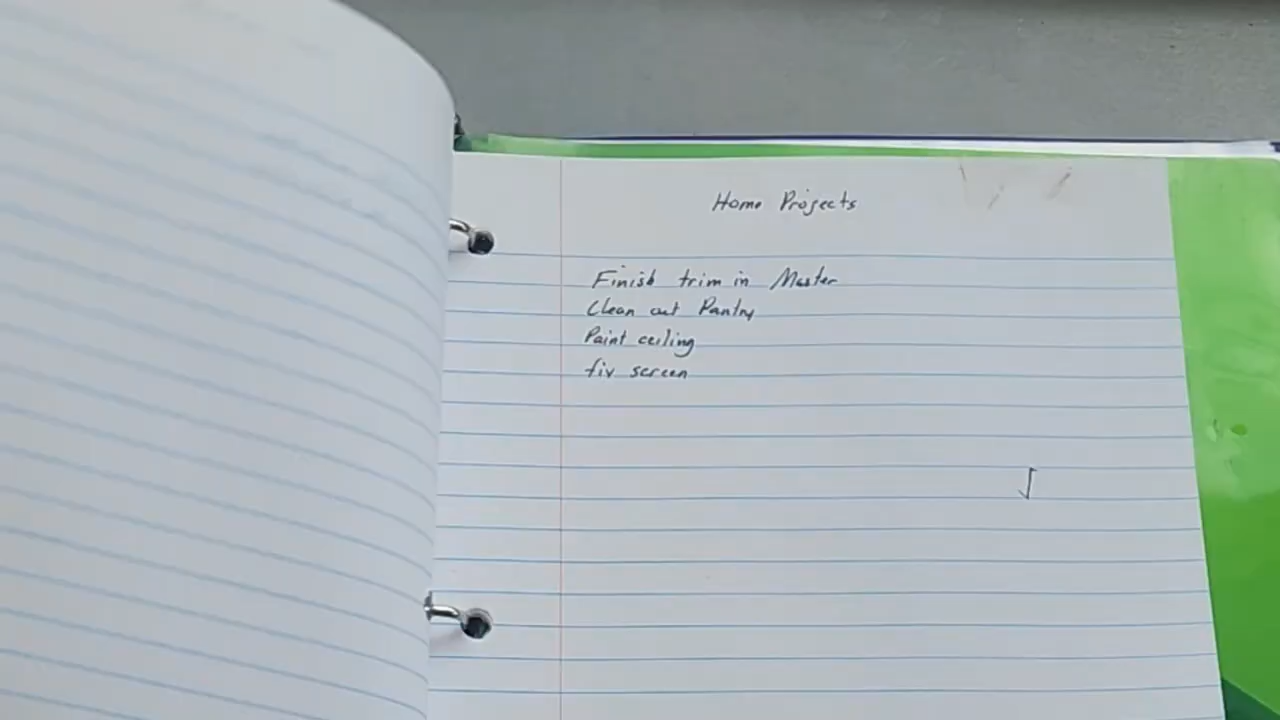 Home Projects
Finish trim in Master
Clean out Pantry
Paint ceiling
fix screen